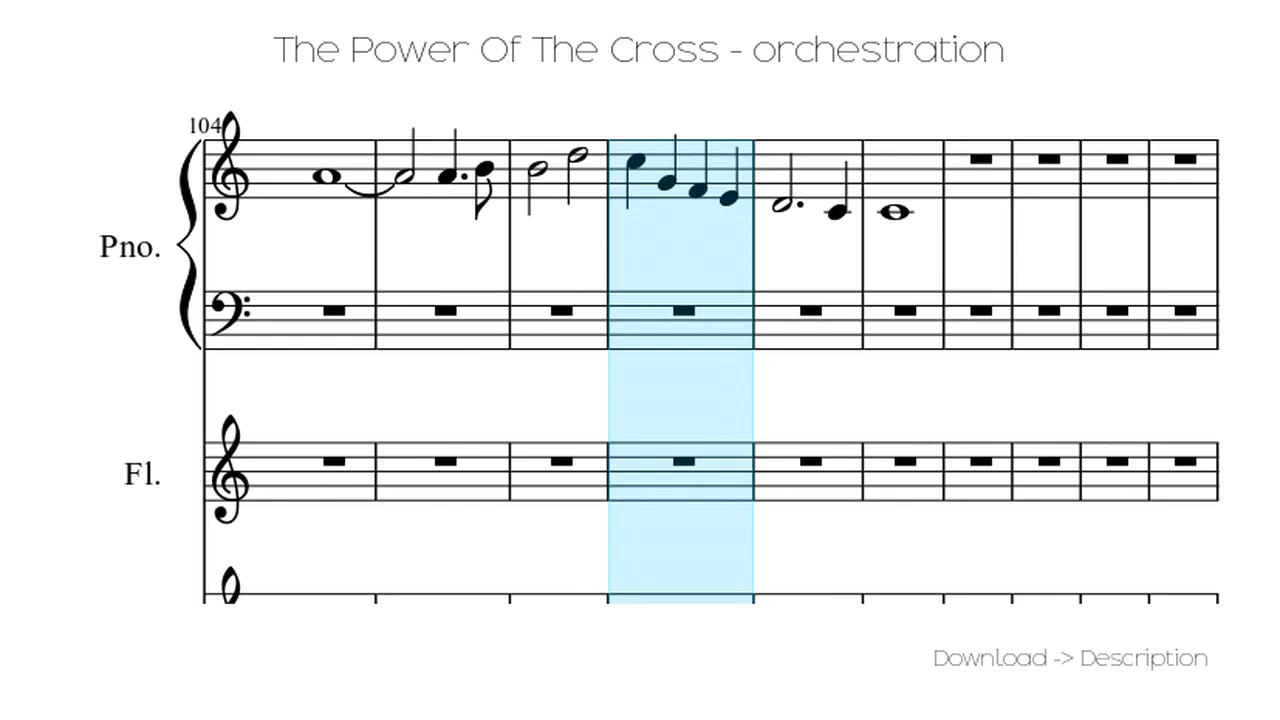 The Power Of The Cross - orchestration
104
Pno.
Fl.
Download -> Description